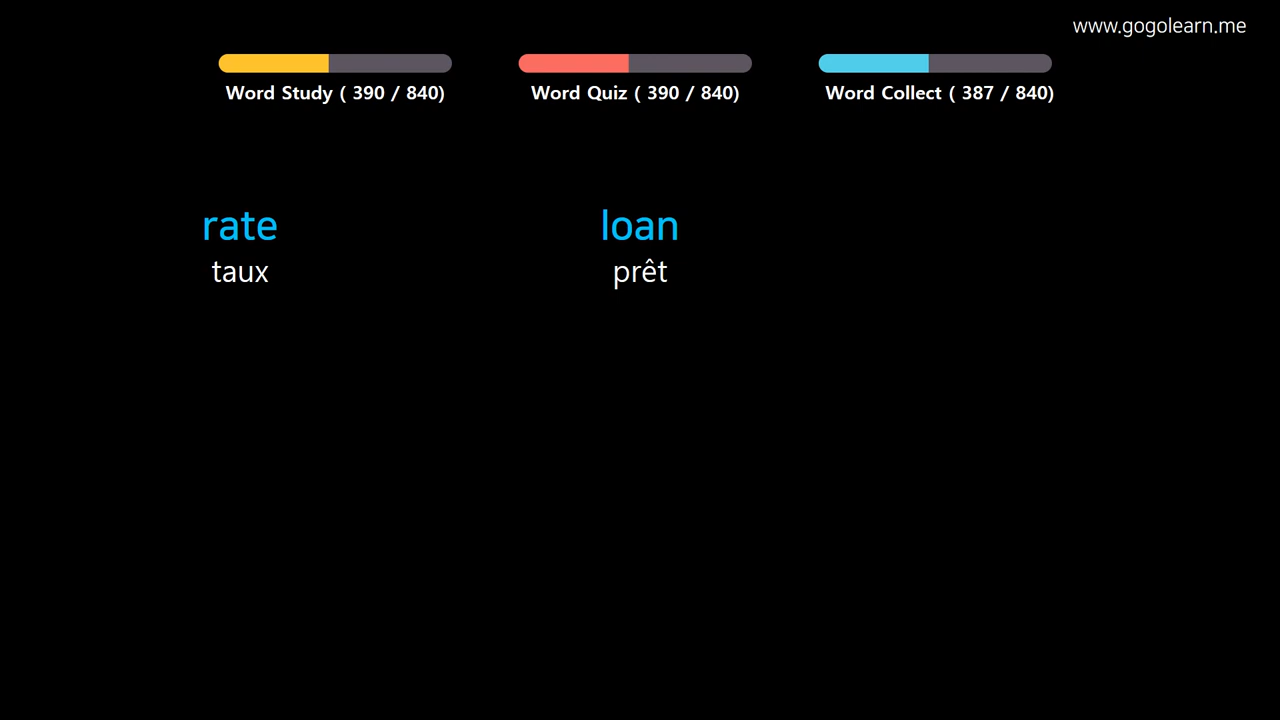 www.gogolearn.me
Word Study ( 390 / 840)
Word Quiz ( 390 / 840)
Word Collect ( 387 / 840)
rate
taux
loan
prêt